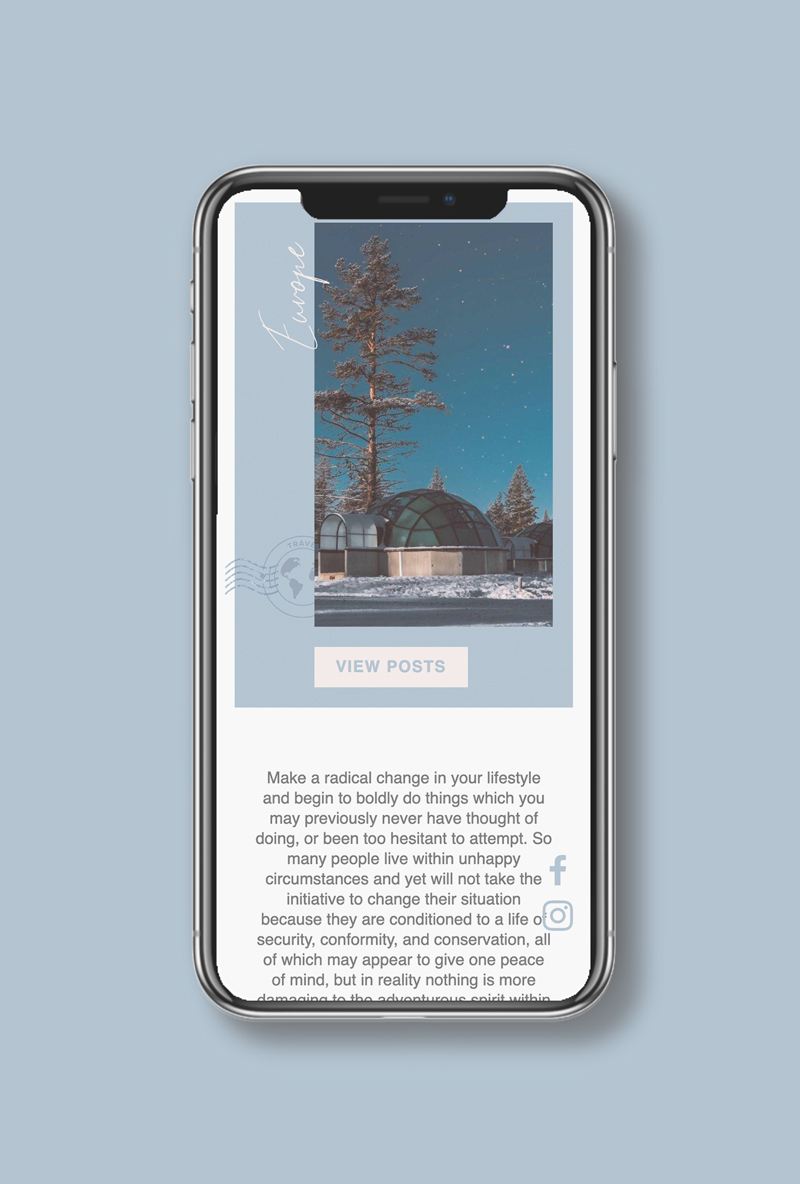 Europe
TRAVE
VIEW POSTS
Make a radical change in your lifestyle
and begin to boldly do things which you
may previously never have thought of
doing, or been too hesitant to attempt. So
many people live within unhappy
circumstances and yet will not take the
initiative to change their situation
because they are conditioned to a life of
security, conformity, and conservation, all
of which may appear to give one peace
of mind, but in reality nothing is more
damaging to the adventurous spirit within